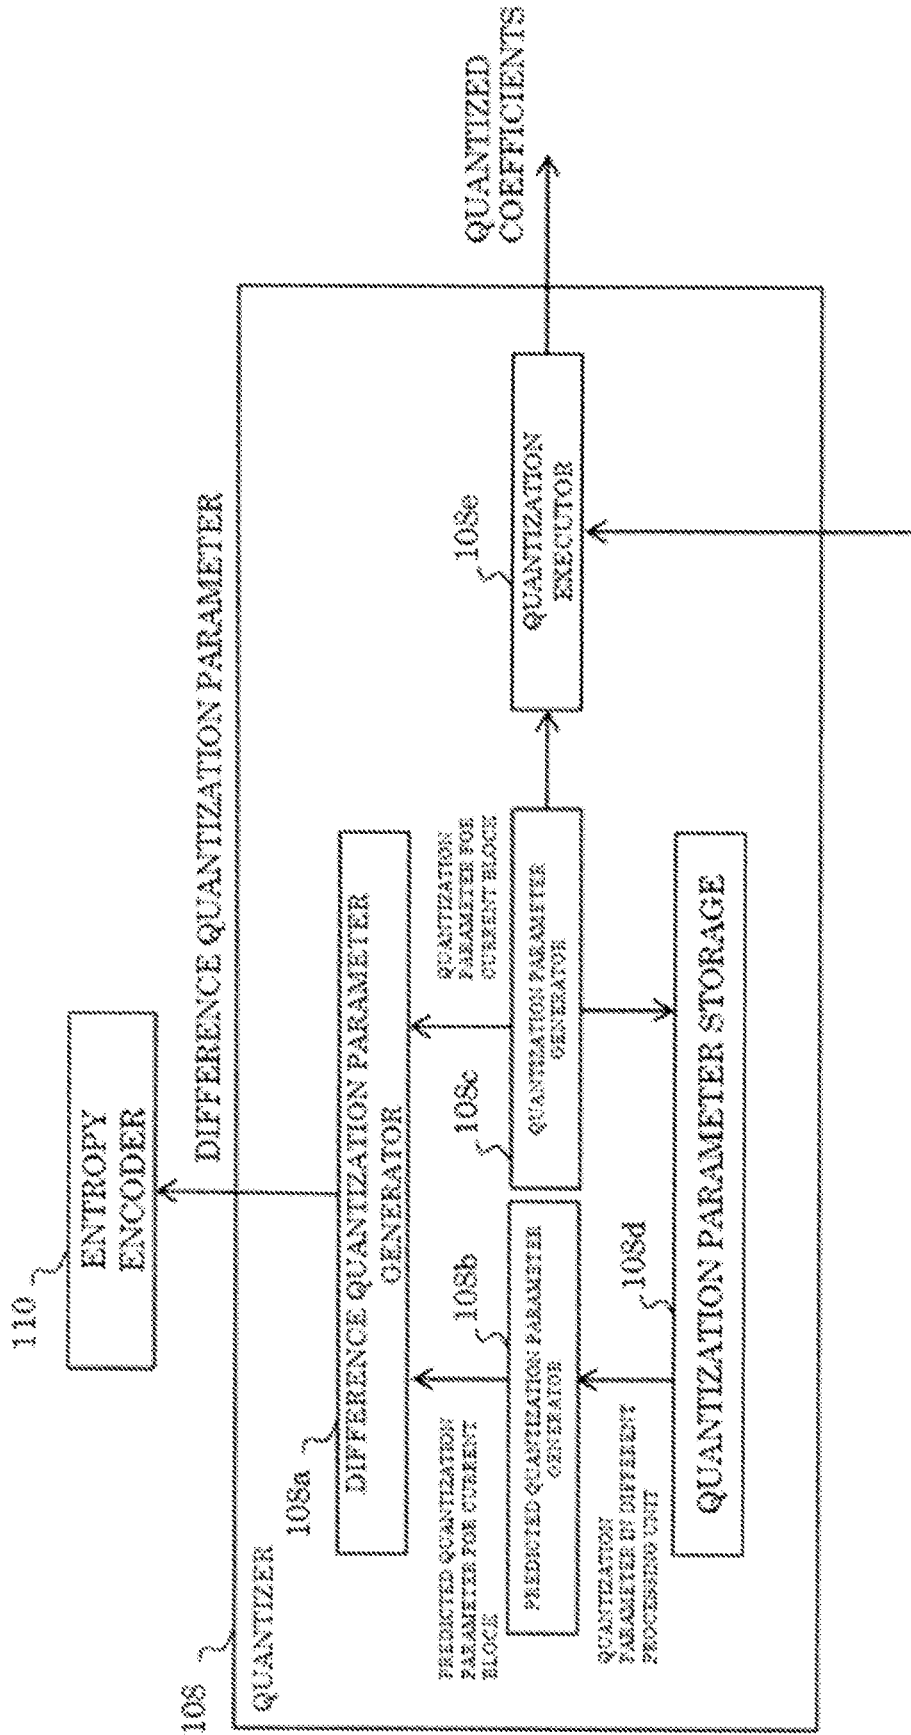 110
ENTROPY
ENCODER
DIFFERENCE QUANTIZATION PARAMETER
108
QUANTIZER
108a
DIFFERENCE QUANTIZATION PARAMETER
GENERATOR
PREDICTED QUANTIZATION
PARAMETER FOR CURRENT
BLOCK
108b
PREDICTED QUANTIZATION PARAMETER
GENERATOR
QUANTIZATION
PARAMETER FOR
CURRENT BLOCK
108c
QUANTIZATION PARAMETER
GENERATOR
QUANTIZATION
PARAMETER IN DIFFERENT
PROCESSING UNIT
108d
QUANTIZATION PARAMETER STORAGE
108e
QUANTIZATION
EXECUTOR
QUANTIZED
COEFFICIENTS